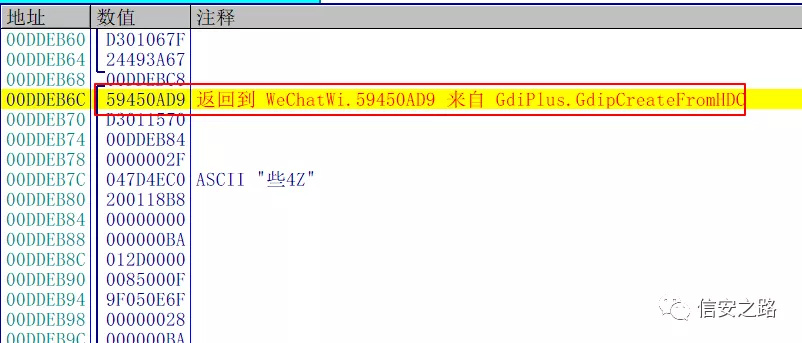 地址 数值 注释
00DDEB60 D301067F
00DDEB64 24493A67
00DDEB68 00DDEBC8
00DDEB6C 59450AD9 返回到 WeChatWi.59450AD9 来自 GdiPlus.GdipCreateFromHDC
00DDEB70 D3011570
00DDEB74 00DDEB84
00DDEB78 0000002F
00DDEB7C 047D4EC0 ASCII "些4Z"
00DDEB80 200118B8
00DDEB84 00000000
00DDEB88 000000BA
00DDEB8C 012D0000
00DDEB90 0085000F
00DDEB94 9F050E6F
00DDEB98 00000028
00DDEB9C 000000BA
信安之路